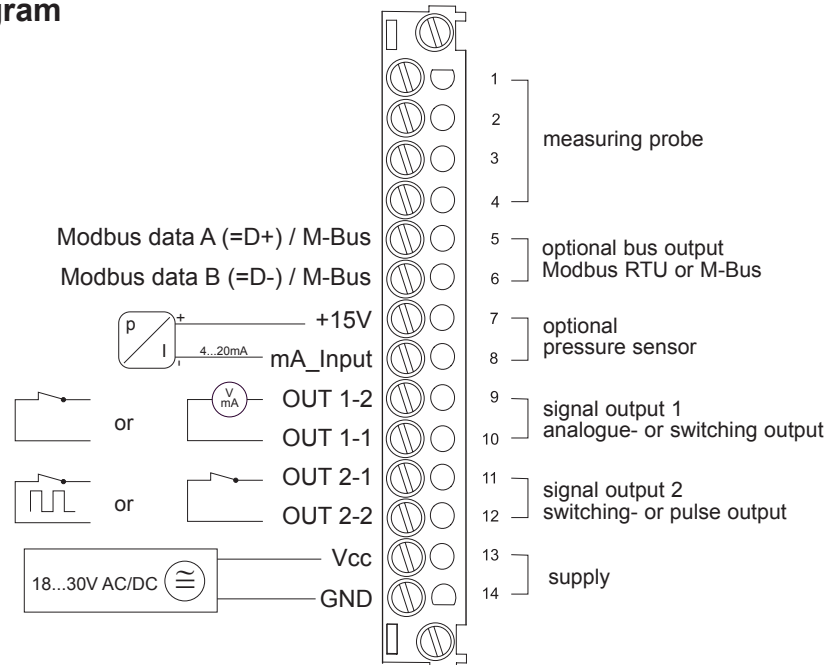 gram
1
2
measuring probe
3
4
Modbus data A (=D+) / M-Bus
5
optional bus output
Modbus data B (=D-) / M-Bus
6
Modbus RTU or M-Bus
p
+
+15V
7
optional
I
-
4...20mA
mA_Input
8
pressure sensor
V
mA
OUT 1-2
9
signal output 1
or
OUT 1-1
10
analogue- or switching output
OUT 2-1
11
signal output 2
or
OUT 2-2
12
switching- or pulse output
Vcc
13
18...30V AC/DC
supply
GND
14